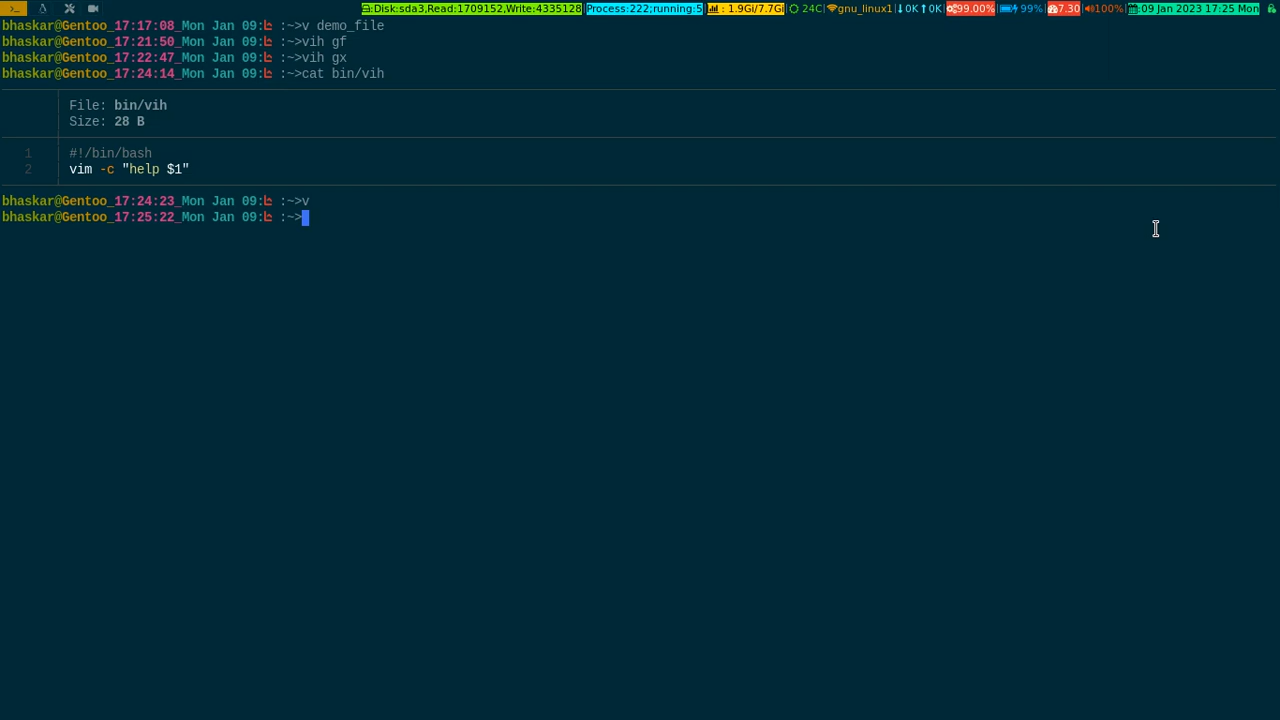 >_ Disk:sda3,Read:1709152,Write:4335128 Process:222;running:5 : 1.9Gi/7.7Gi 24C gnu_linux1 0K 0K 99.00% 99% 7.30 100% :09 Jan 2023 17:25 Mon
bhaskar@Gentoo_17:17:08_Mon Jan 09: :~>v demo_file
bhaskar@Gentoo_17:21:50_Mon Jan 09: :~>vih gf
bhaskar@Gentoo_17:22:47_Mon Jan 09: :~>vih gx
bhaskar@Gentoo_17:24:14_Mon Jan 09: :~>cat bin/vih
File: bin/vih
Size: 28 B
1 #!/bin/bash
2 vim -c "help $1"
bhaskar@Gentoo_17:24:23_Mon Jan 09: :~>v
bhaskar@Gentoo_17:25:22_Mon Jan 09: :~>